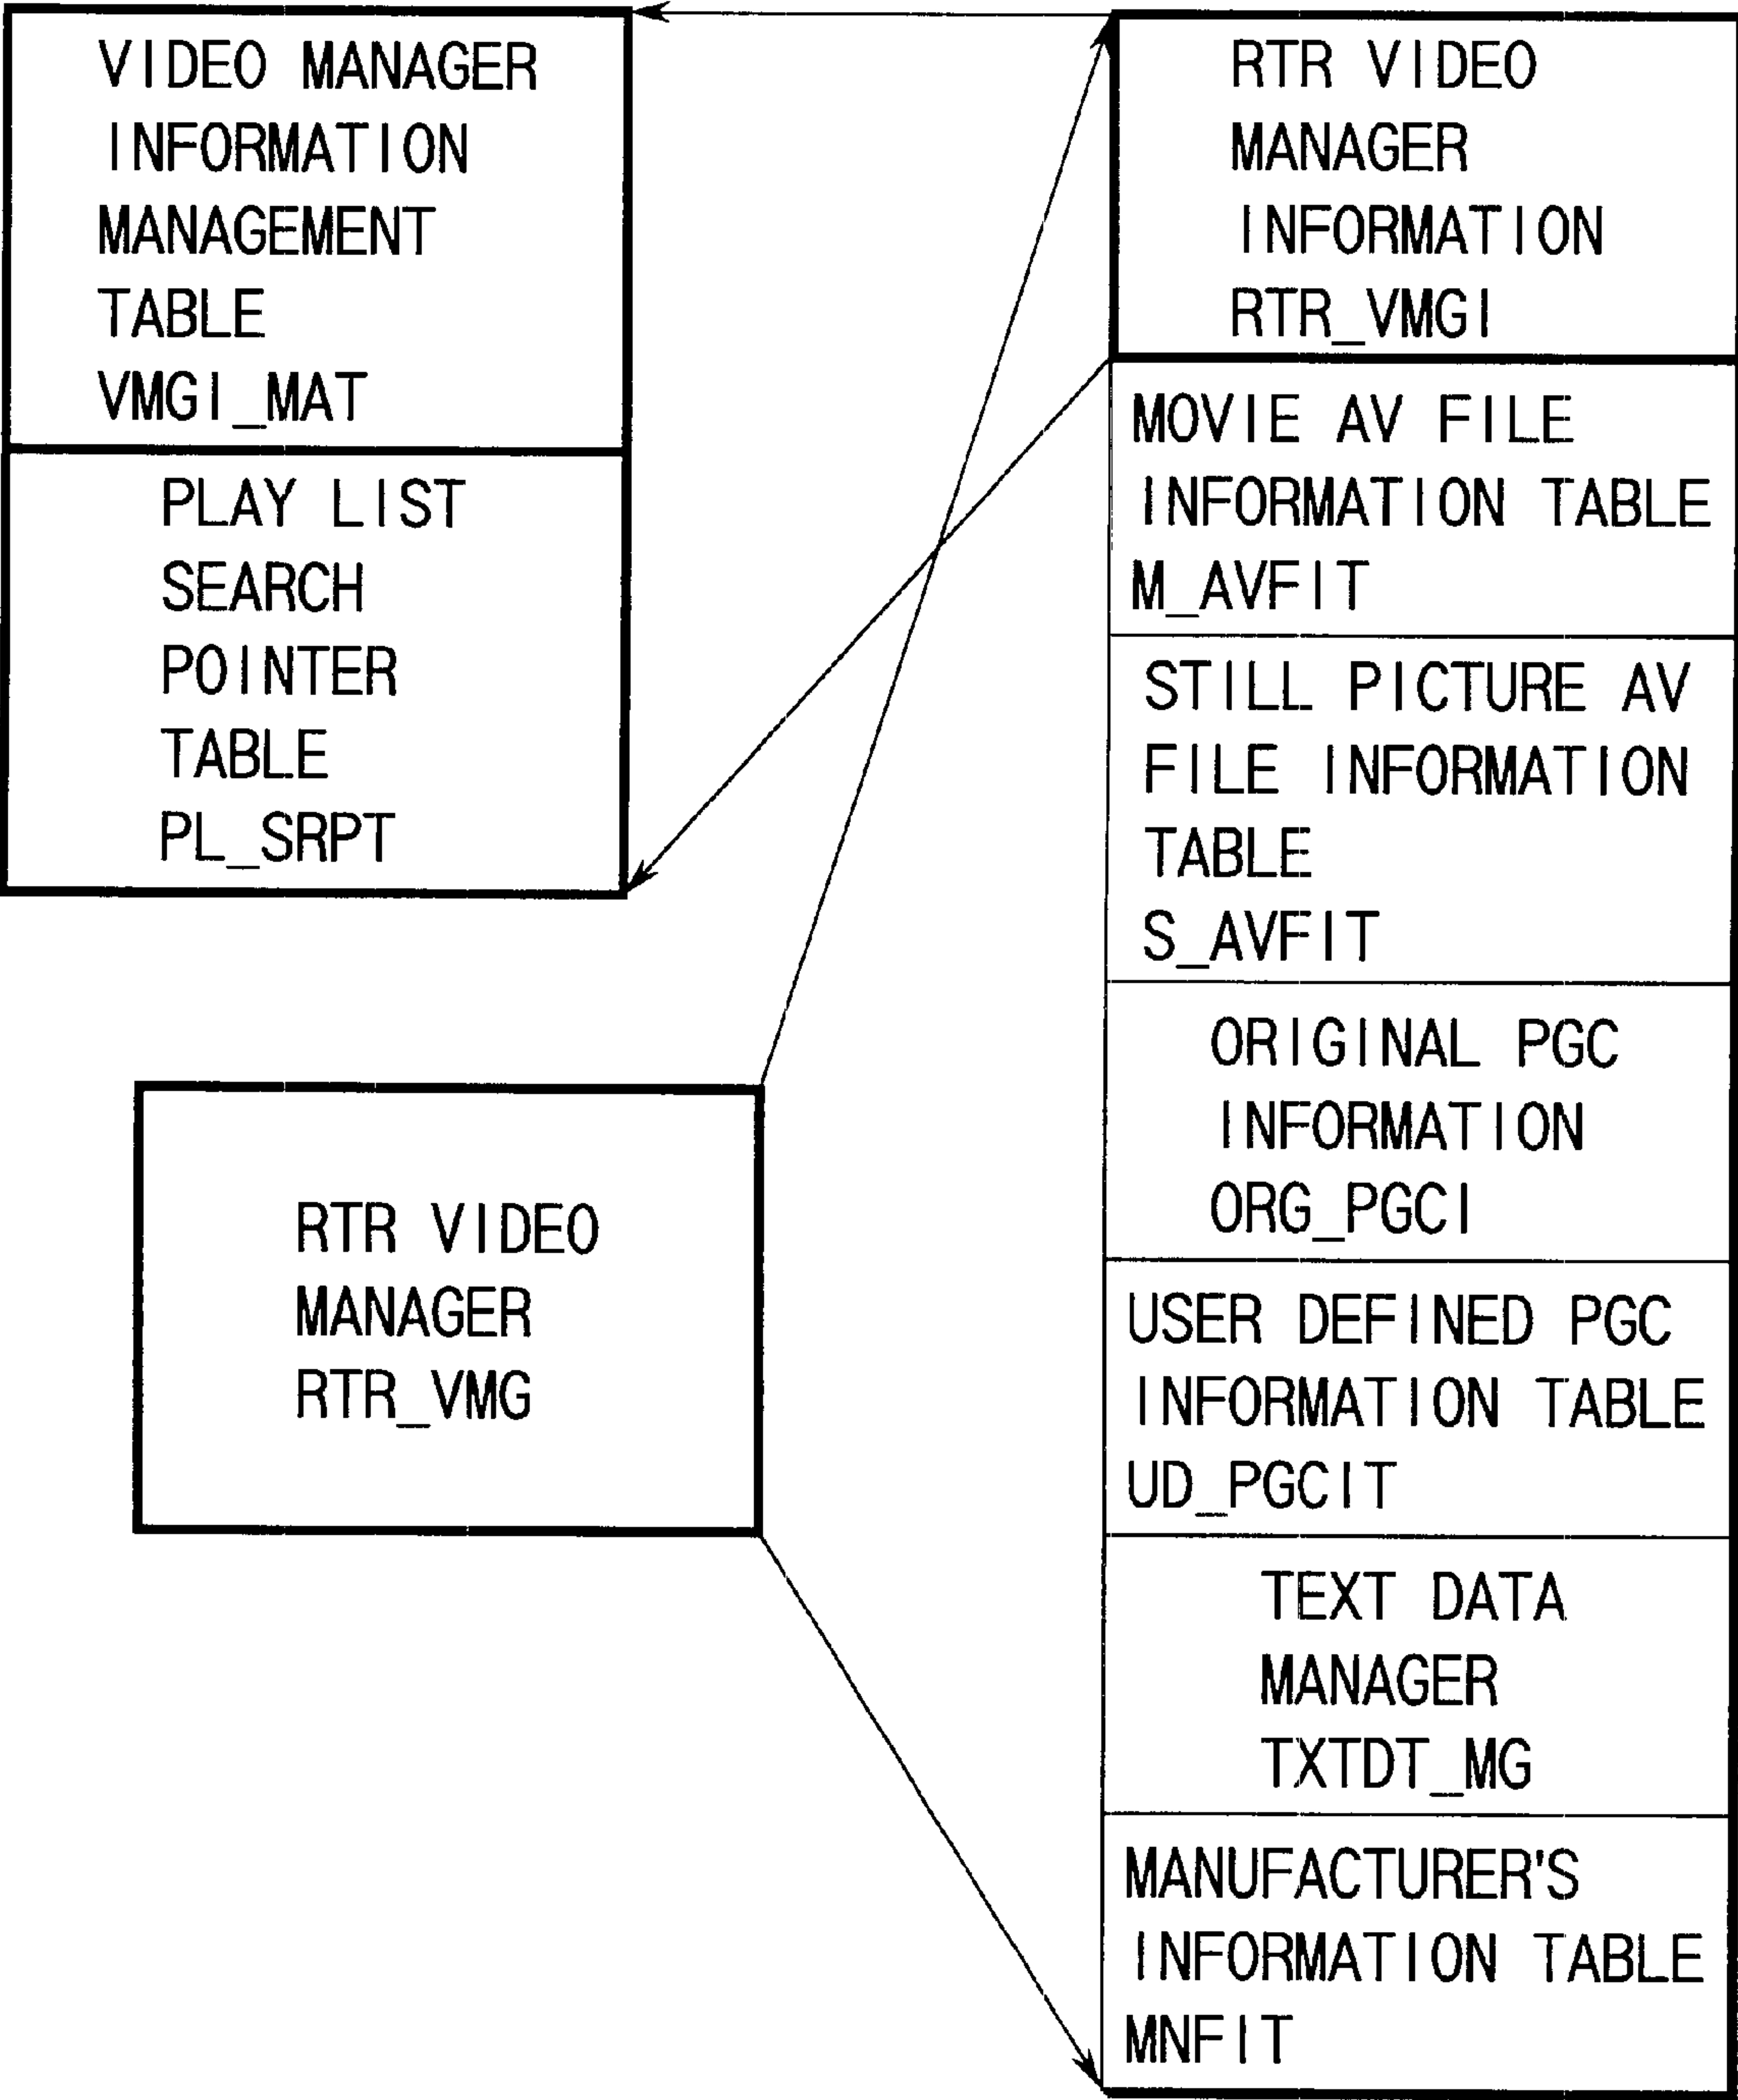 VIDEO MANAGER
INFORMATION
MANAGEMENT
TABLE
VMGI_MAT
PLAY LIST
SEARCH
POINTER
TABLE
PL_SRPT
RTR VIDEO
MANAGER
RTR_VMG
RTR VIDEO
MANAGER
INFORMATION
RTR_VMGI
MOVIE AV FILE
INFORMATION TABLE
M_AVFIT
STILL PICTURE AV
FILE INFORMATION
TABLE
S_AVFIT
ORIGINAL PGC
INFORMATION
ORG_PGCI
USER DEFINED PGC
INFORMATION TABLE
UD_PGCIT
TEXT DATA
MANAGER
TXTDT_MG
MANUFACTURER'S
INFORMATION TABLE
MNFIT